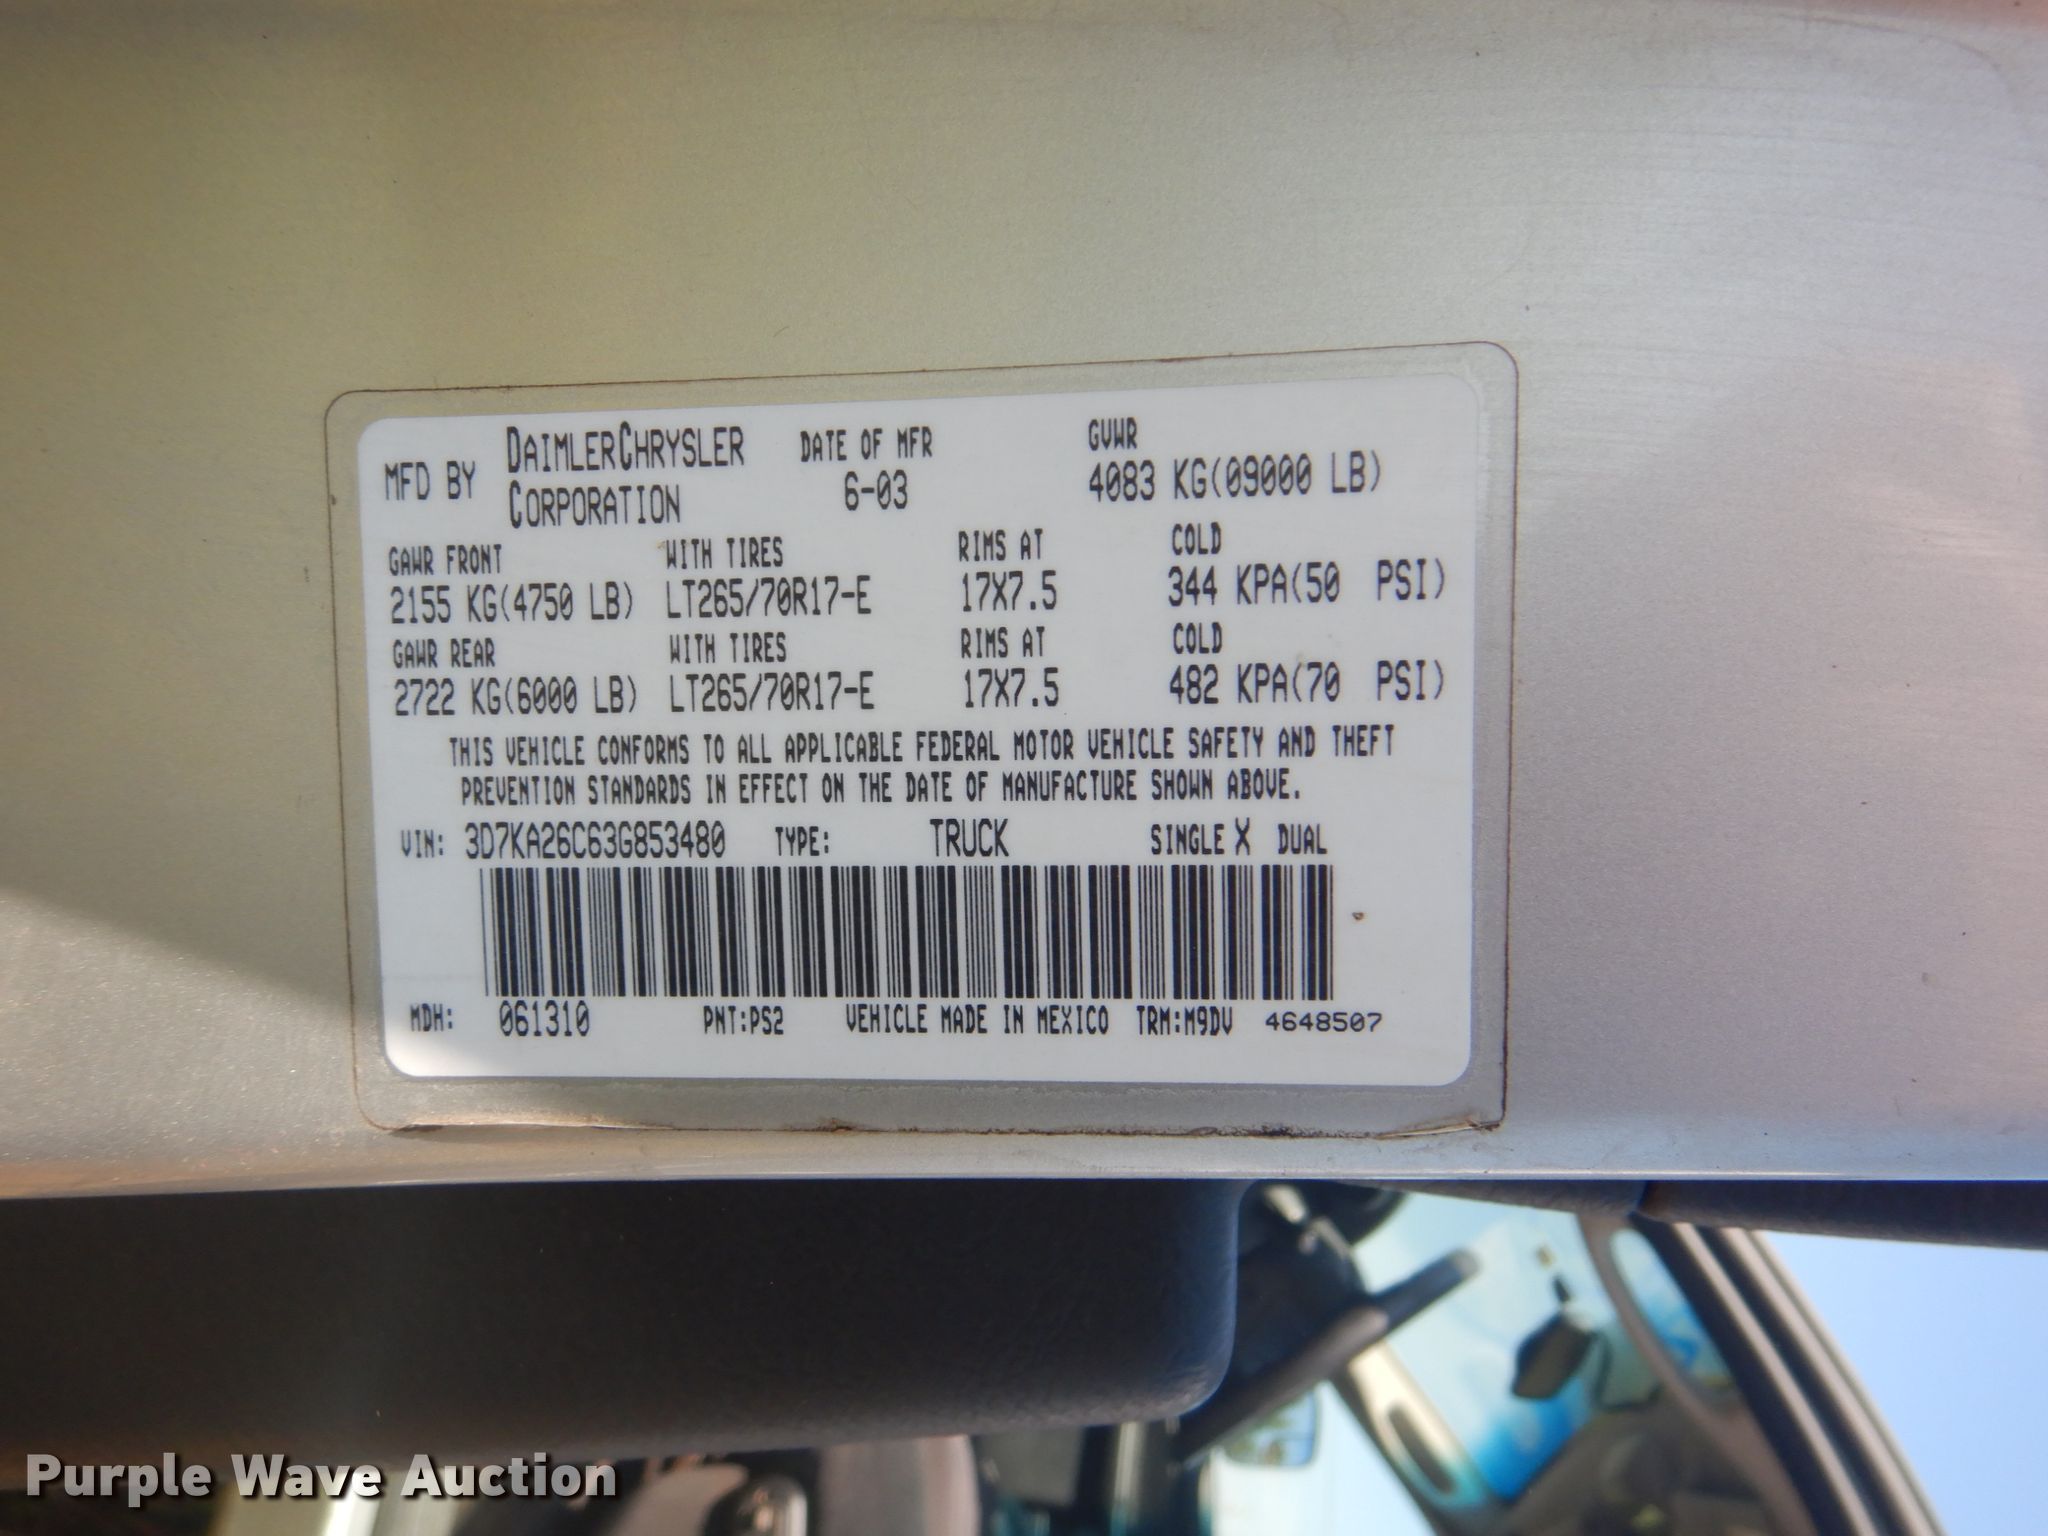 MFD BY DAIMLERCHRYSLER CORPORATION DATE OF MFR 6-03 GVWR 4083 KG(09000 LB)
GAWR FRONT WITH TIRES RIMS AT COLD
2155 KG(4750 LB) LT265/70R17-E 17X7.5 344 KPA(50 PSI)
GAWR REAR WITH TIRES RIMS AT COLD
2722 KG(6000 LB) LT265/70R17-E 17X7.5 482 KPA(70 PSI)
THIS VEHICLE CONFORMS TO ALL APPLICABLE FEDERAL MOTOR VEHICLE SAFETY AND THEFT
PREVENTION STANDARDS IN EFFECT ON THE DATE OF MANUFACTURE SHOWN ABOVE.
VIN: 3D7KA26C63G853480 TYPE: TRUCK SINGLE X DUAL
MDH: 061310 PNT:PS2 VEHICLE MADE IN MEXICO TRM:M9DV 4648507
Purple Wave Auction